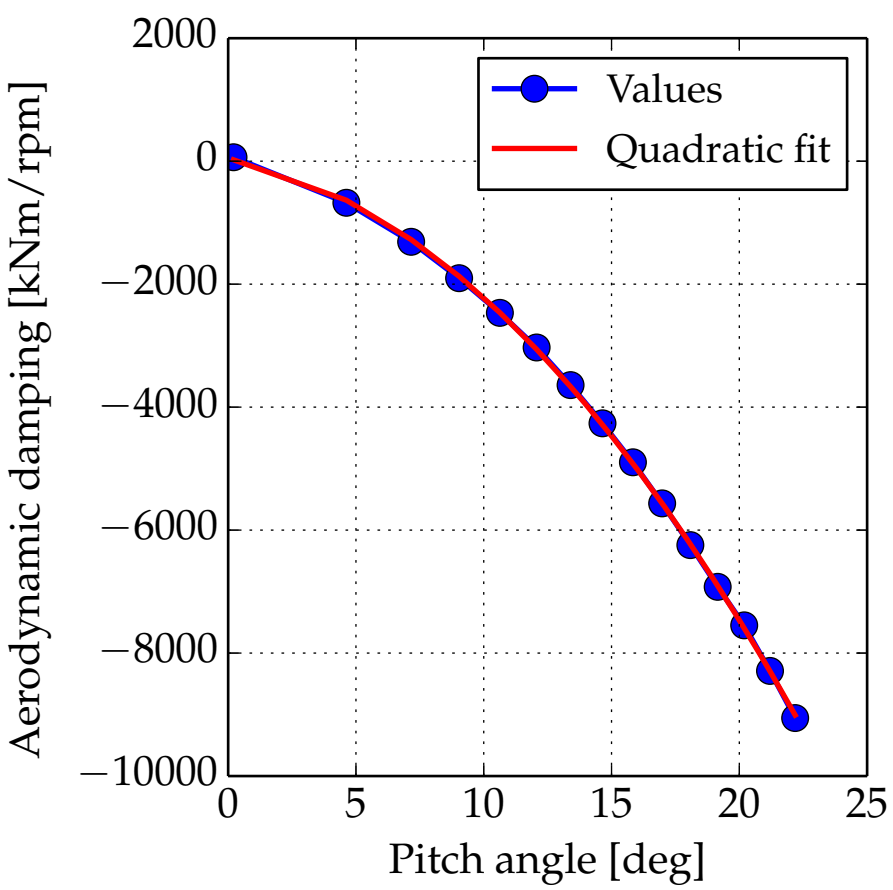 2000
0
−2000
−4000
−6000
−8000
−10000
Aerodynamic damping [kNm/rpm]
Values
Quadratic fit
0 5 10 15 20 25
Pitch angle [deg]